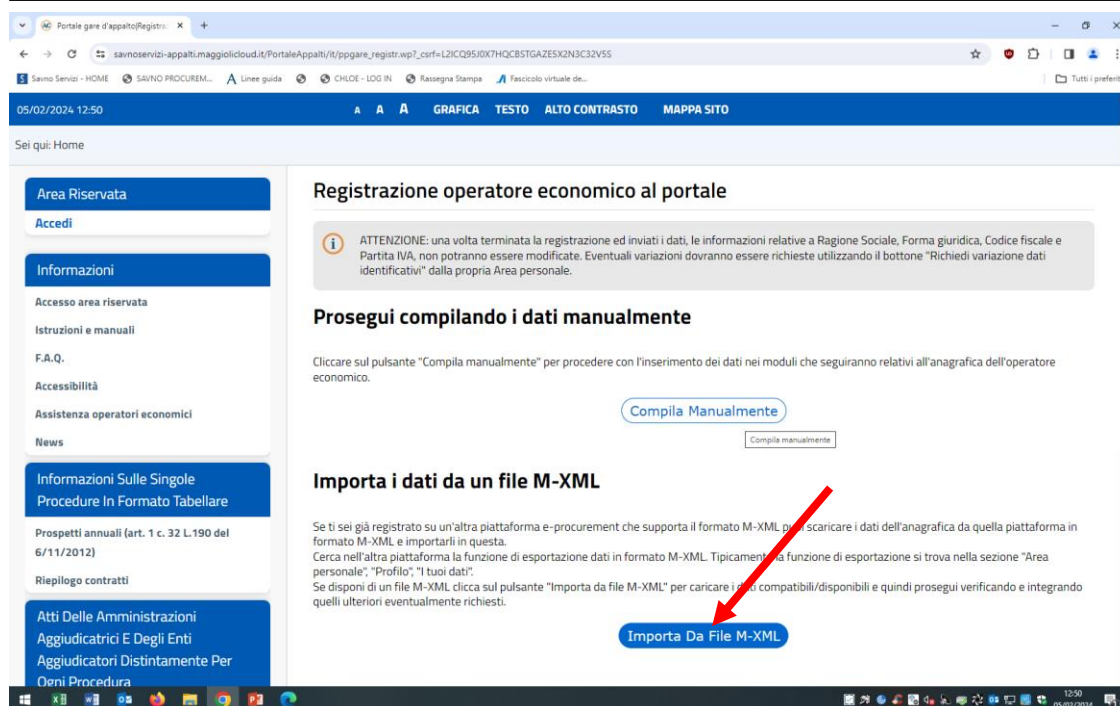 Portale gare d'appalto|Registra
savnoservizi-appalti.maggiolicloud.it/PortaleAppalti/it/ppgare_registr.wp?_csrf=L2ICQ95J0X7HQCBSTGAZE5X2N3C32V5S
Savno Servizi - HOME SAVNO PROCUREM... Linee guida CHLOE - LOG IN Rassegna Stampa Fascicolo virtuale de... Tutti i preferiti
05/02/2024 12:50 A A A GRAFICA TESTO ALTO CONTRASTO MAPPA SITO
Sei qui: Home
Area Riservata
Accedi
Informazioni
Accesso area riservata
Istruzioni e manuali
F.A.Q.
Accessibilità
Assistenza operatori economici
News
Informazioni Sulle Singole
Procedure In Formato Tabellare
Prospetti annuali (art. 1 c. 32 L.190 del
6/11/2012)
Riepilogo contratti
Atti Delle Amministrazioni
Aggiudicatrici E Degli Enti
Aggiudicatori Distintamente Per
Ogni Procedura
Registrazione operatore economico al portale
ATTENZIONE: una volta terminata la registrazione ed inviati i dati, le informazioni relative a Ragione Sociale, Forma giuridica, Codice fiscale e
Partita IVA, non potranno essere modificate. Eventuali variazioni dovranno essere richieste utilizzando il bottone "Richiedi variazione dati
identificativi" dalla propria Area personale.
Prosegui compilando i dati manualmente
Cliccare sul pulsante "Compila manualmente" per procedere con l'inserimento dei dati nei moduli che seguiranno relativi all'anagrafica dell'operatore
economico.
Compila Manualmente
Compila manualmente
Importa i dati da un file M-XML
Se ti sei già registrato su un'altra piattaforma e-procurement che supporta il formato M-XML puoi scaricare i dati dell'anagrafica da quella piattaforma in
formato M-XML e importarli in questa.
Cerca nell'altra piattaforma la funzione di esportazione dati in formato M-XML. Tipicamente la funzione di esportazione si trova nella sezione "Area
personale", "Profilo", "I tuoi dati".
Se disponi di un file M-XML clicca sul pulsante "Importa da file M-XML" per caricare i dati compatibili/disponibili e quindi prosegui verificando e integrando
quelli ulteriori eventualmente richiesti.
Importa Da File M-XML
12:50
05/02/2024